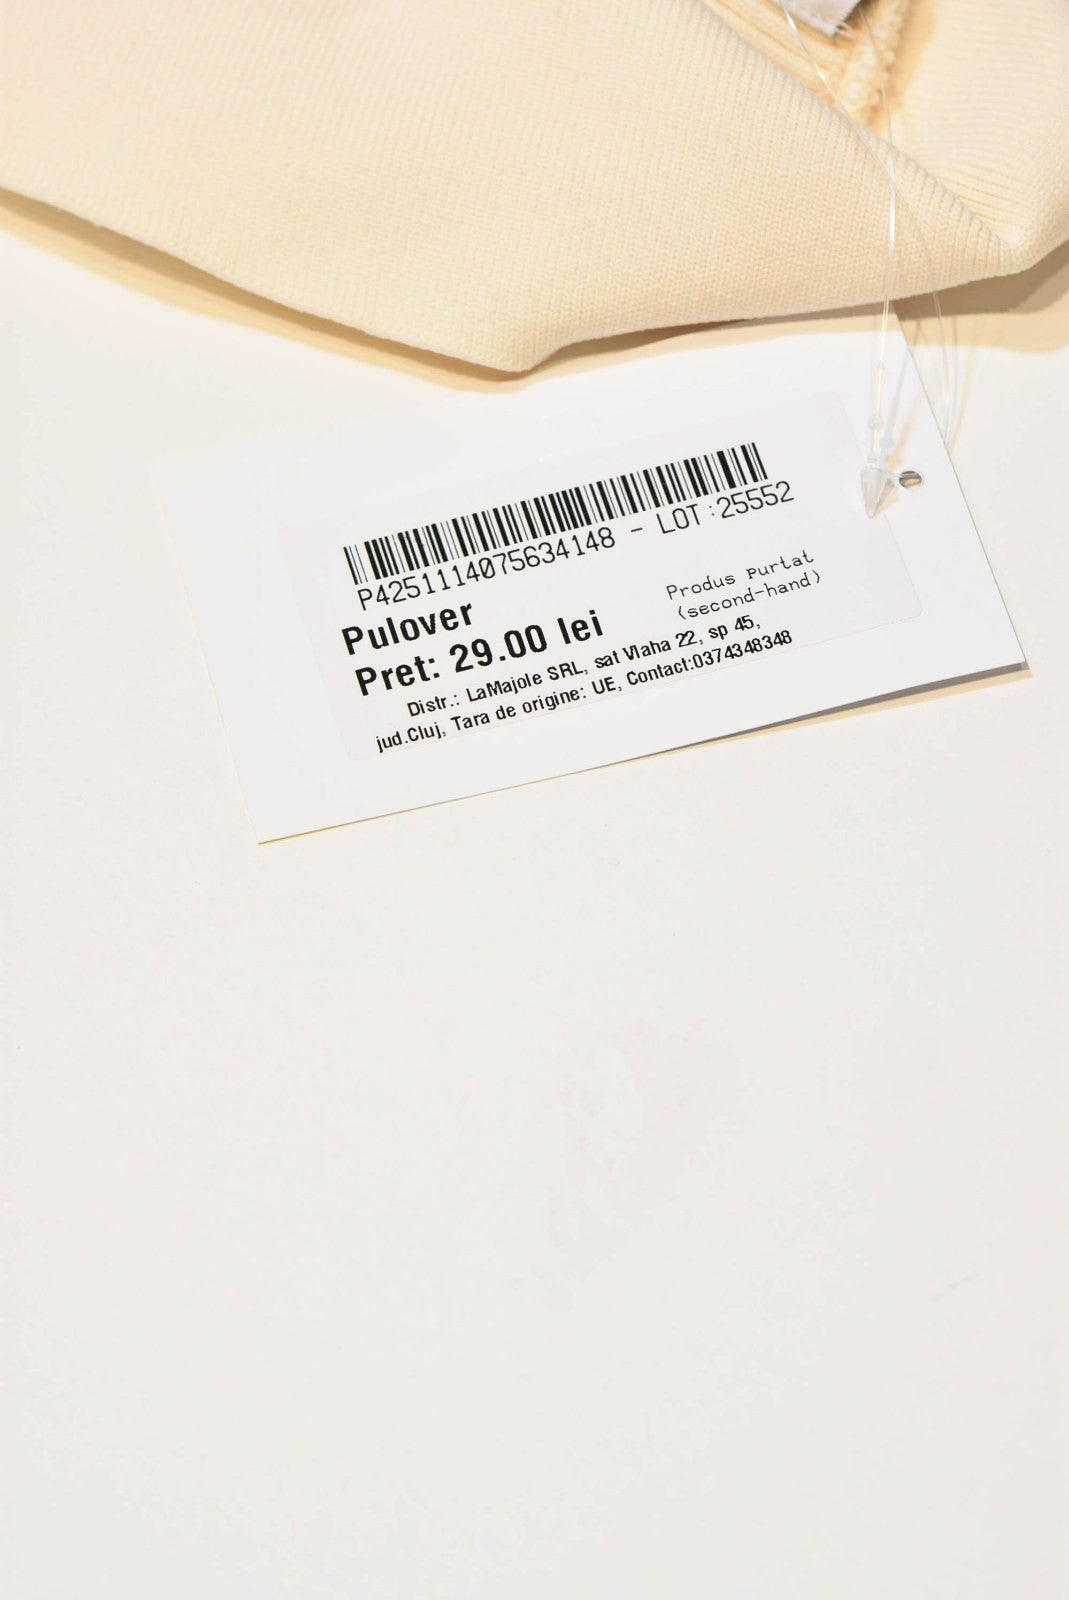 P4251114075634148 - LOT:25552
Pulover
Pret: 29.00 lei
Produs Purtat
(second-hand)
Distr.: LaMajole SRL, sat Vlaha 22, sp 45,
jud.Cluj, Tara de origine: UE, Contact:0374348348